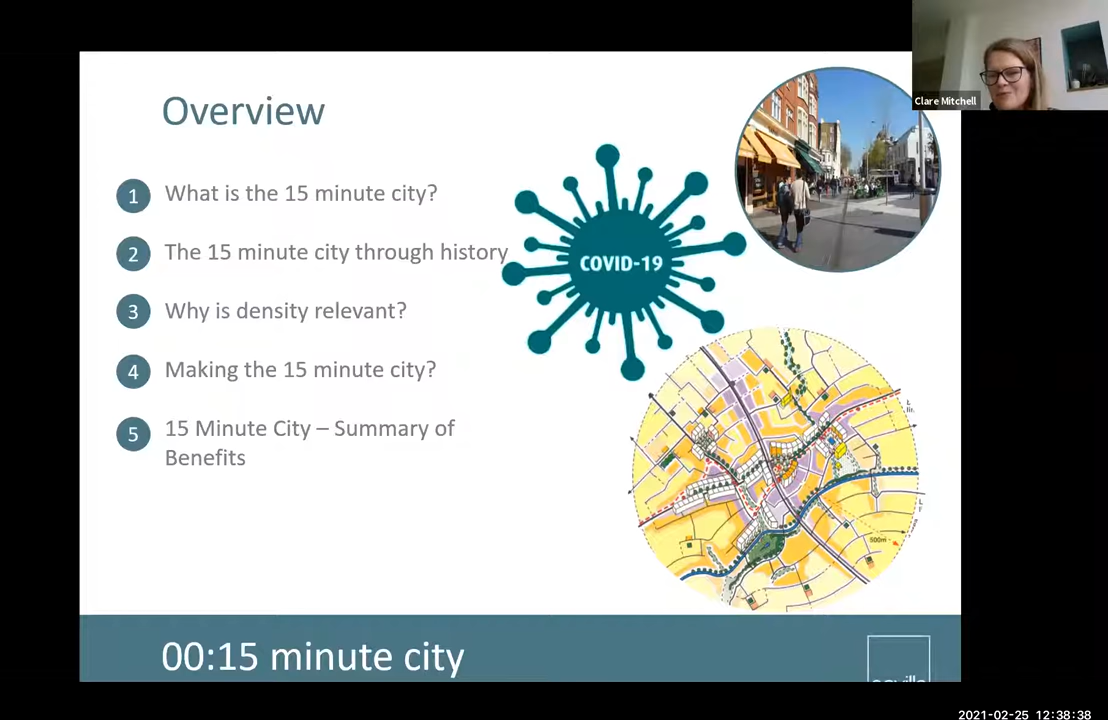 Clare Mitchell
Overview
1 What is the 15 minute city?
2 The 15 minute city through history
COVID-19
3 Why is density relevant?
4 Making the 15 minute city?
5 15 Minute City – Summary of
Benefits
500m
00:15 minute city
2021-02-25 12:38:38